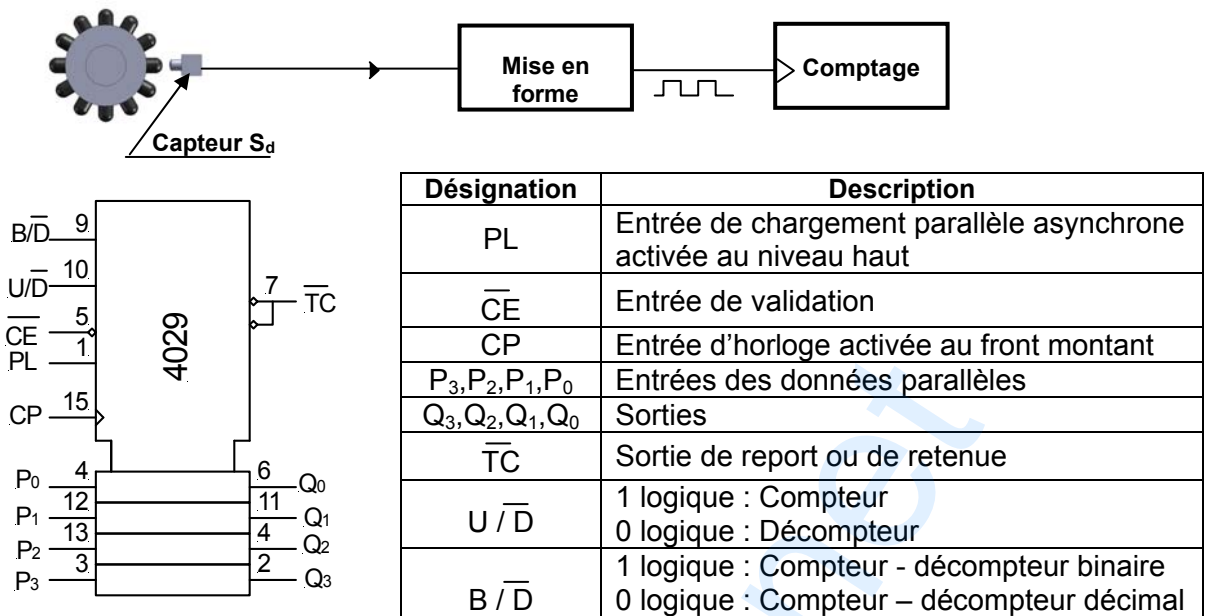 Mise en
forme
Comptage
Capteur Sd
B/D̅ 9
U/D̅ 10
C̅E̅ 5
PL 1
CP 15
4029
7 T̅C̅
P0 4
6 Q0
P1 12
11 Q1
P2 13
4 Q2
P3 3
2 Q3
Désignation Description
PL Entrée de chargement parallèle asynchrone
activée au niveau haut
C̅E̅ Entrée de validation
CP Entrée d'horloge activée au front montant
P3,P2,P1,P0 Entrées des données parallèles
Q3,Q2,Q1,Q0 Sorties
T̅C̅ Sortie de report ou de retenue
U / D̅ 1 logique : Compteur
0 logique : Décompteur
B / D̅ 1 logique : Compteur - décompteur binaire
0 logique : Compteur – décompteur décimal